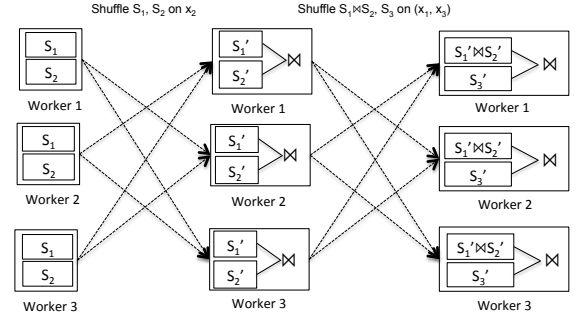 Shuffle S₁, S₂ on x₂
Shuffle S₁⋈S₂, S₃ on (x₁, x₃)
S₁
S₂
Worker 1
S₁′
S₂′
⋈
Worker 1
S₁′⋈S₂′
S₃′
⋈
Worker 1
S₁
S₂
Worker 2
S₁′
S₂′
⋈
Worker 2
S₁′⋈S₂′
S₃′
⋈
Worker 2
S₁
S₂
Worker 3
S₁′
S₂′
⋈
Worker 3
S₁′⋈S₂′
S₃′
⋈
Worker 3